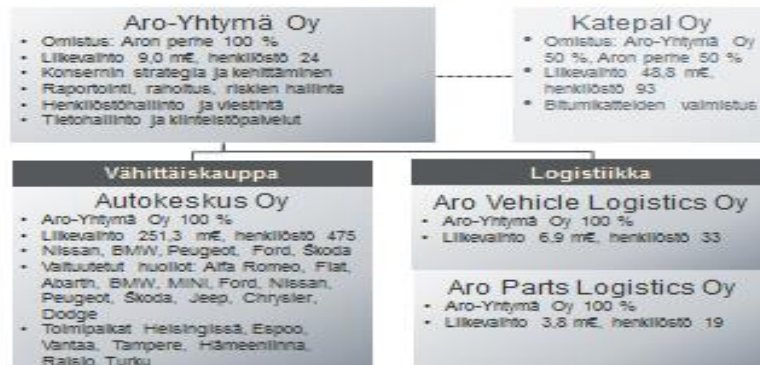 Aro-Yhtymä Oy
• Omistus: Aron perhe 100 %
• Liikevaihto 9,0 m€, henkilöstö 24
• Konsernin strategia ja kehittäminen
• Raportointi, rahoitus, riskien hallinta
• Henkilöstöhallinto ja viestintä
• Tietohallinto ja kiinteistöpalvelut
Katepal Oy
• Omistus: Aro-Yhtymä Oy
50 %, Aron perhe 50 %
• Liikevaihto 48,8 m€,
henkilöstö 93
• Bitumikatteiden valmistus
Vähittäiskauppa
Autokeskus Oy
• Aro-Yhtymä Oy 100 %
• Liikevaihto 251,3 m€, henkilöstö 475
• Nissan, BMW, Peugeot, Ford, Škoda
• Valtuutetut huollot: Alfa Romeo, Fiat,
Abarth, BMW, MINI, Ford, Nissan,
Peugeot, Škoda, Jeep, Chrysler,
Dodge
• Toimipaikat Helsingissä, Espoo,
Vantaa, Tampere, Hämeenlinna,
Raisio, Turku
Logistiikka
Aro Vehicle Logistics Oy
• Aro-Yhtymä Oy 100 %
• Liikevaihto 6,9 m€, henkilöstö 33
Aro Parts Logistics Oy
• Aro-Yhtymä Oy 100 %
• Liikevaihto 3,8 m€, henkilöstö 19